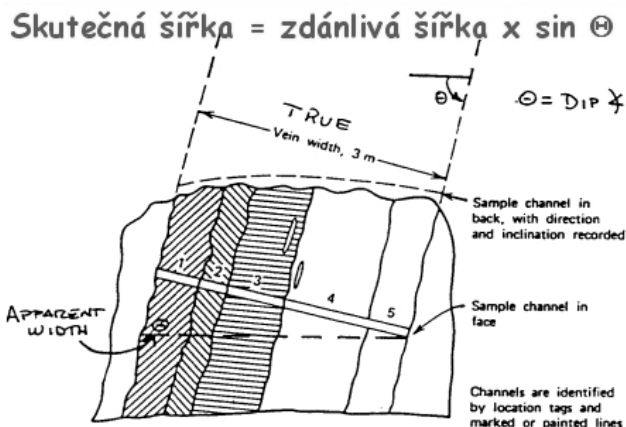 Skutečná šířka = zdánlivá šířka x sin Θ
Θ
Θ = DIP ∡
TRUE
Vein width, 3 m
Sample channel in
back, with direction
and inclination recorded
1
2
3
4
5
Sample channel in
face
APPARENT
WIDTH
Θ
Channels are identified
by location tags and
marked or painted lines